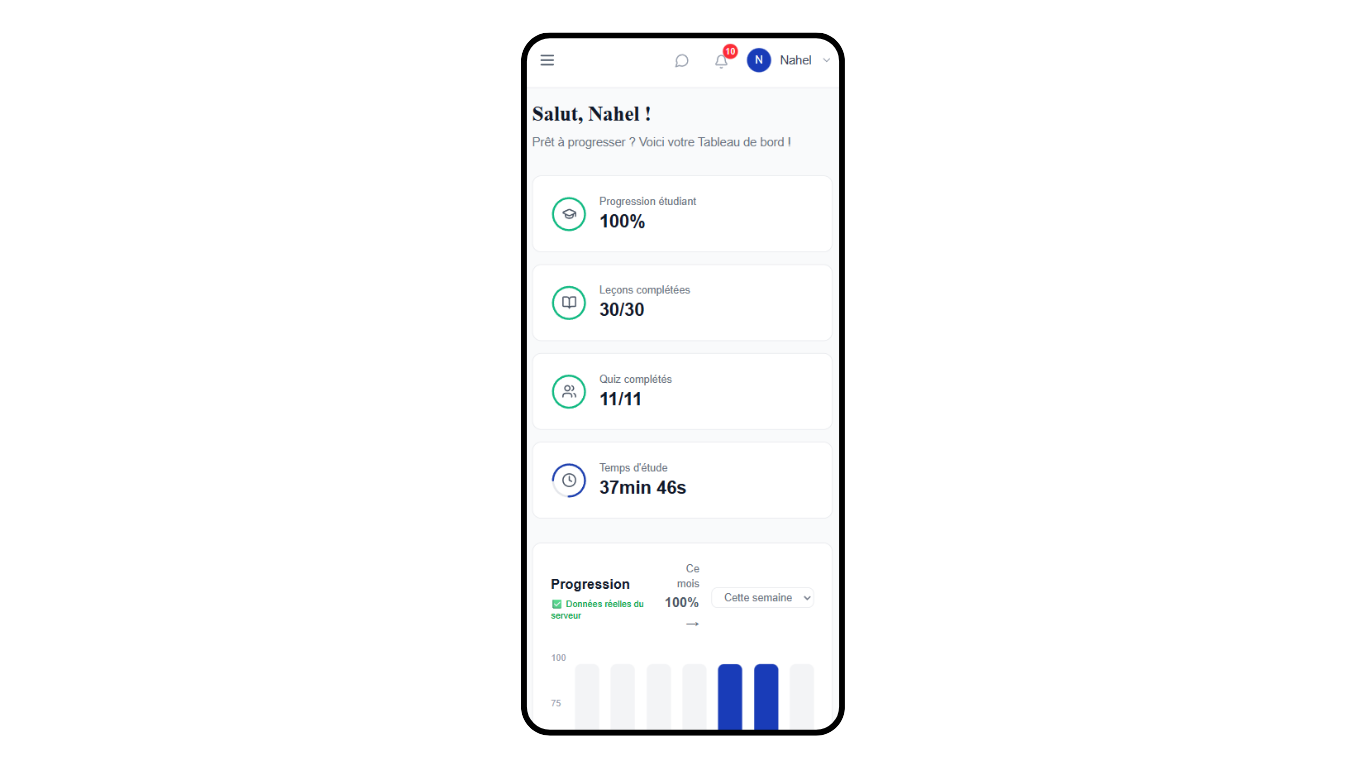 10
N
Nahel
Salut, Nahel !
Prêt à progresser ? Voici votre Tableau de bord !
Progression étudiant
100%
Leçons complétées
30/30
Quiz complétés
11/11
Temps d'étude
37min 46s
Progression
✅ Données réelles du
serveur
Ce
mois
100%
→
Cette semaine
100
75